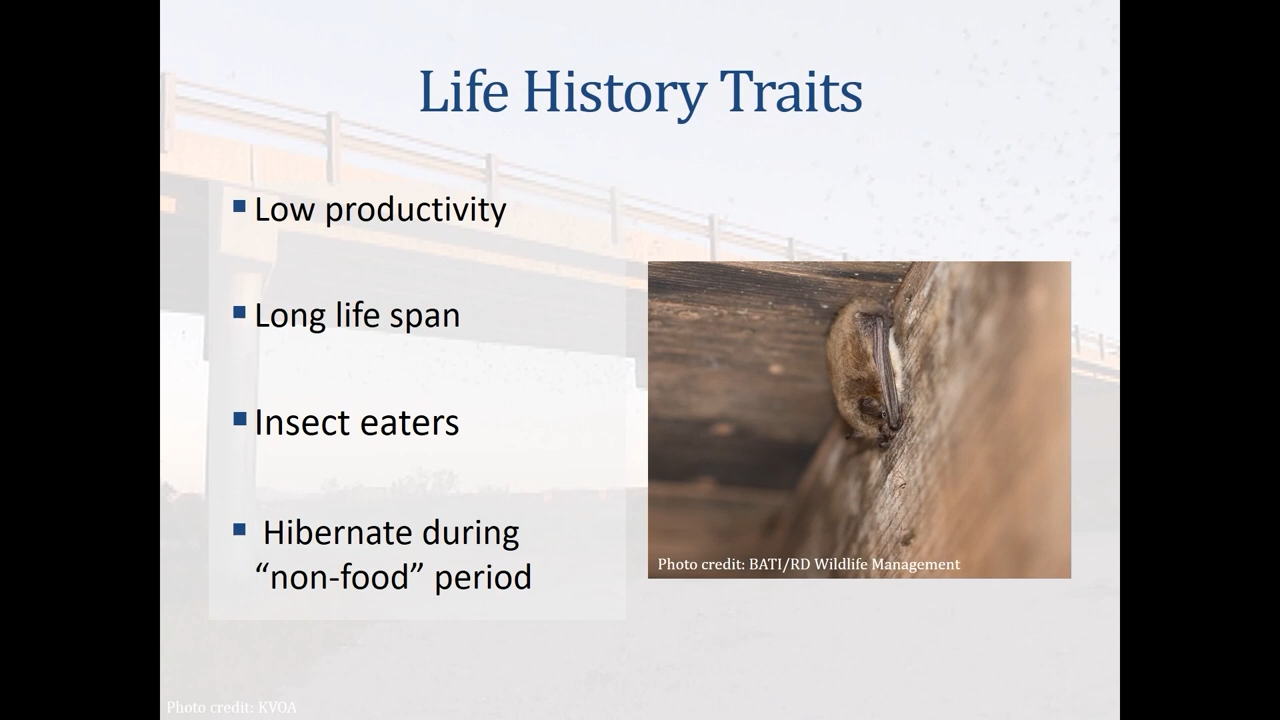 Life History Traits
Low productivity
Long life span
Insect eaters
Hibernate during
“non-food” period
Photo credit: BATI/RD Wildlife Management
Photo credit: KVOA